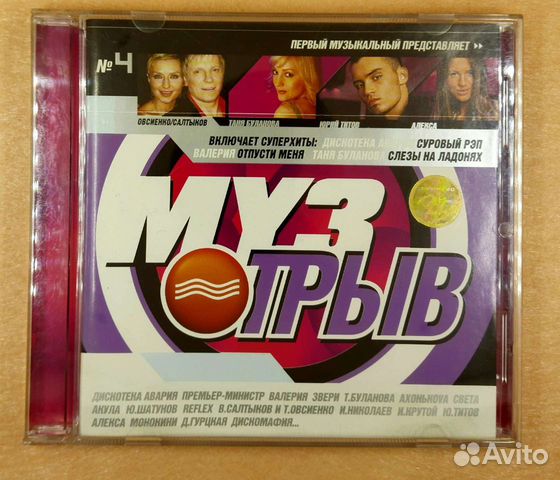 ПЕРВЫЙ МУЗЫКАЛЬНЫЙ ПРЕДСТАВЛЯЕТ
№4
ОВСИЕНКО/САЛТЫКОВ ТАНЯ БУЛАНОВА ЮРИЙ ТИТОВ АЛЕКСА
ВКЛЮЧАЕТ СУПЕРХИТЫ: ДИСКОТЕКА СУРОВЫЙ РЭП
ВАЛЕРИЯ ОТПУСТИ МЕНЯ ТАНЯ БУЛАНОВА СЛЕЗЫ НА ЛАДОНЯХ
МУЗ
ОТРЫВ
ДИСКОТЕКА АВАРИЯ ПРЕМЬЕР-МИНИСТР ВАЛЕРИЯ ЗВЕРИ Т.БУЛАНОВА АХОНЬКОVА СВЕТА
АКУЛА Ю.ШАТУНОВ REFLEX В.САЛТЫКОВ И Т.ОВСИЕНКО И.НИКОЛАЕВ И.КРУТОЙ Ю.ТИТОВ
АЛЕКСА МОНОКИНИ Д.ГУРЦКАЯ ДИСКОМАФИЯ...
Avito